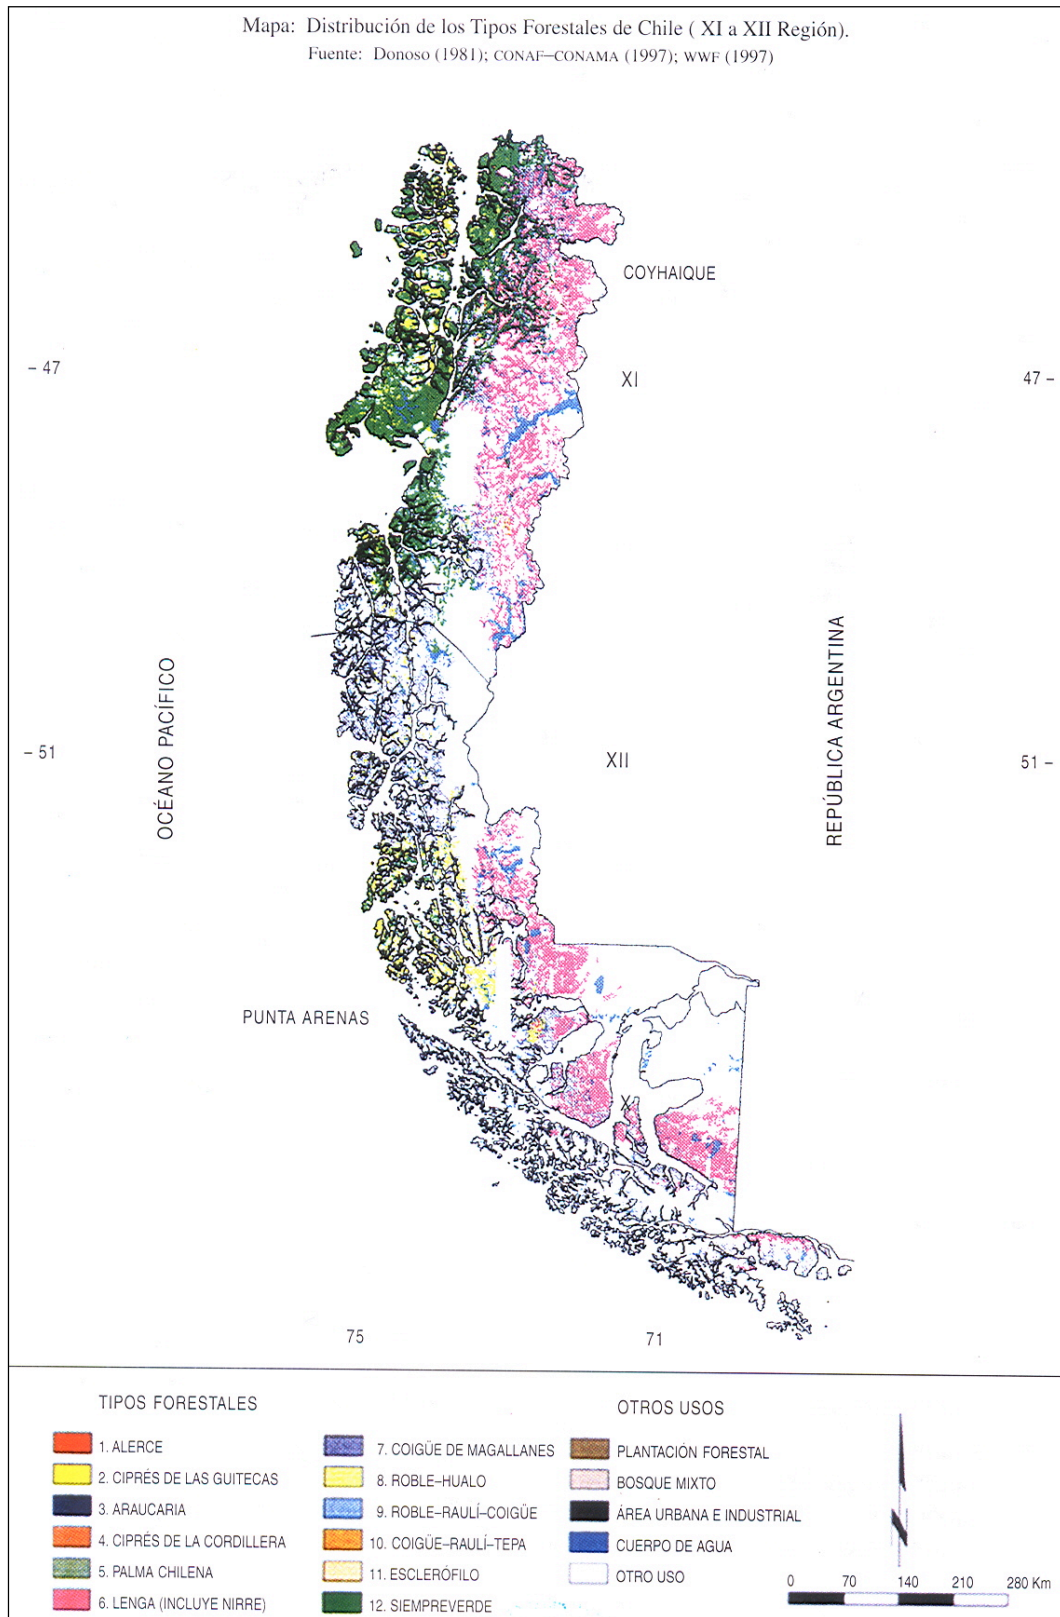 Mapa: Distribución de los Tipos Forestales de Chile ( XI a XII Región).
Fuente: Donoso (1981); CONAF–CONAMA (1997); WWF (1997)
COYHAIQUE
– 47
XI
47 –
OCÉANO PACÍFICO
REPÚBLICA ARGENTINA
– 51
XII
51 –
PUNTA ARENAS
X
75
71
TIPOS FORESTALES
1. ALERCE
2. CIPRÉS DE LAS GUITECAS
3. ARAUCARIA
4. CIPRÉS DE LA CORDILLERA
5. PALMA CHILENA
6. LENGA (INCLUYE NIRRE)
7. COIGÜE DE MAGALLANES
8. ROBLE–HUALO
9. ROBLE–RAULÍ–COIGÜE
10. COIGÜE–RAULÍ–TEPA
11. ESCLERÓFILO
12. SIEMPREVERDE
OTROS USOS
PLANTACIÓN FORESTAL
BOSQUE MIXTO
ÁREA URBANA E INDUSTRIAL
CUERPO DE AGUA
OTRO USO
0 70 140 210 280 Km